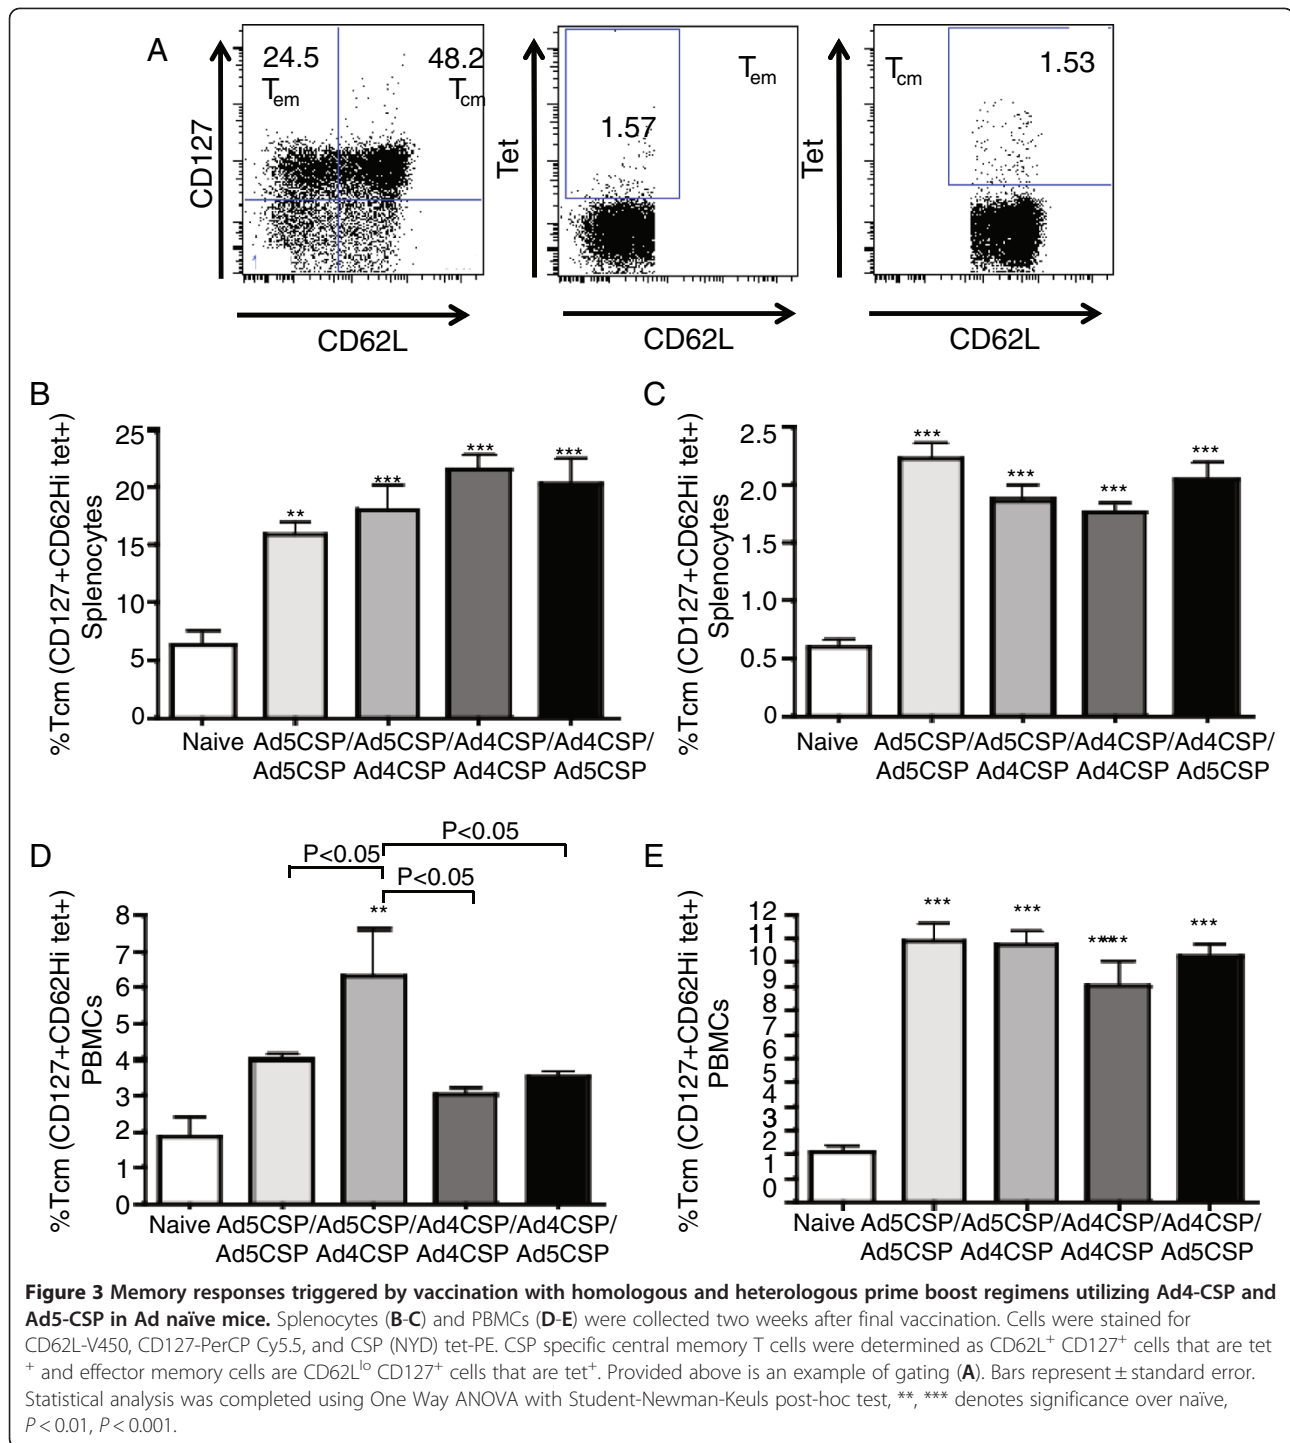 A
24.5
T_em
48.2
T_cm
CD127
CD62L
1.57
T_em
Tet
CD62L
T_cm
1.53
Tet
CD62L
B
%Tcm (CD127+CD62Hi tet+)
Splenocytes
25
20
15
10
5
0
** *** *** ***
Naive Ad5CSP/Ad5CSP/Ad4CSP/Ad4CSP/
Ad5CSP Ad4CSP Ad4CSP Ad5CSP
C
%Tcm (CD127+CD62Hi tet+)
Splenocytes
2.5
2.0
1.5
1.0
0.5
0
*** *** *** ***
Naive Ad5CSP/Ad5CSP/Ad4CSP/Ad4CSP/
Ad5CSP Ad4CSP Ad4CSP Ad5CSP
D
P<0.05
P<0.05
P<0.05
**
%Tcm (CD127+CD62Hi tet+)
PBMCs
8
7
6
5
4
3
2
1
0
Naive Ad5CSP/Ad5CSP/Ad4CSP/Ad4CSP/
Ad5CSP Ad4CSP Ad4CSP Ad5CSP
E
%Tcm (CD127+CD62Hi tet+)
PBMCs
12
11
10
9
8
7
6
5
4
3
2
1
0
*** *** ***
Naive Ad5CSP/Ad5CSP/Ad4CSP/Ad4CSP/
Ad5CSP Ad4CSP Ad4CSP Ad5CSP
Figure 3 Memory responses triggered by vaccination with homologous and heterologous prime boost regimens utilizing Ad4-CSP and
Ad5-CSP in Ad naïve mice. Splenocytes (B-C) and PBMCs (D-E) were collected two weeks after final vaccination. Cells were stained for
CD62L-V450, CD127-PerCP Cy5.5, and CSP (NYD) tet-PE. CSP specific central memory T cells were determined as CD62L⁺ CD127⁺ cells that are tet
⁺ and effector memory cells are CD62L^lo CD127⁺ cells that are tet⁺. Provided above is an example of gating (A). Bars represent ± standard error.
Statistical analysis was completed using One Way ANOVA with Student-Newman-Keuls post-hoc test, **, *** denotes significance over naïve,
P < 0.01, P < 0.001.